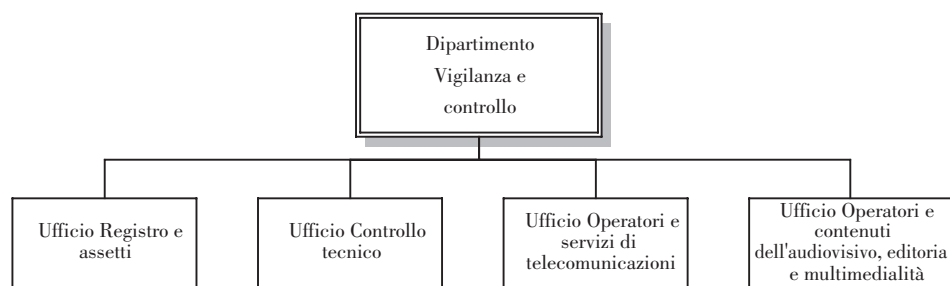 Dipartimento
Vigilanza e
controllo
Ufficio Registro e
assetti
Ufficio Controllo
tecnico
Ufficio Operatori e
servizi di
telecomunicazioni
Ufficio Operatori e
contenuti
dell'audiovisivo, editoria
e multimedialità